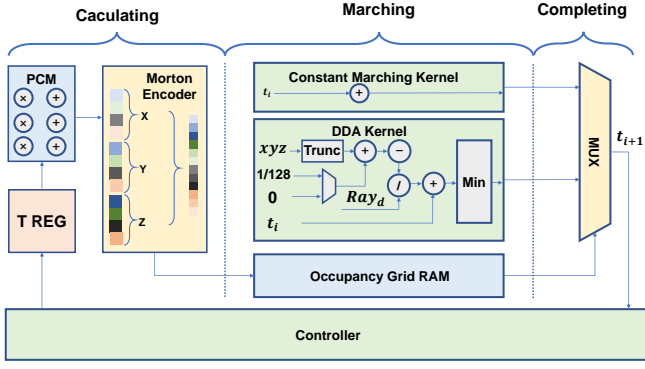 Caculating
Marching
Completing
PCM
× +
× +
× +
T REG
Morton
Encoder
X
Y
Z
Constant Marching Kernel
t_i +
DDA Kernel
xyz Trunc + −
1/128
0 Ray_d / +
t_i
Min
Occupancy Grid RAM
MUX
t_{i+1}
Controller